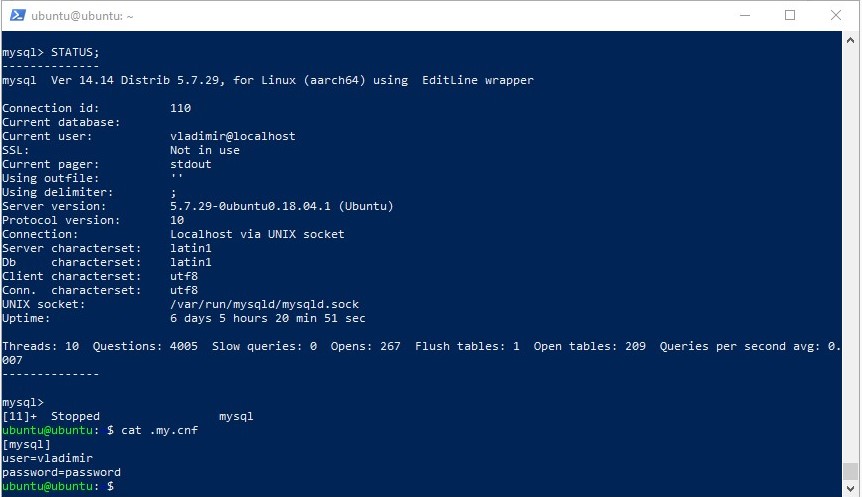 ubuntu@ubuntu: ~
mysql> STATUS;
--------------
mysql  Ver 14.14 Distrib 5.7.29, for Linux (aarch64) using  EditLine wrapper
Connection id:          110
Current database:
Current user:           vladimir@localhost
SSL:                    Not in use
Current pager:          stdout
Using outfile:          ''
Using delimiter:        ;
Server version:         5.7.29-0ubuntu0.18.04.1 (Ubuntu)
Protocol version:       10
Connection:             Localhost via UNIX socket
Server characterset:    latin1
Db     characterset:    latin1
Client characterset:    utf8
Conn.  characterset:    utf8
UNIX socket:            /var/run/mysqld/mysqld.sock
Uptime:                 6 days 5 hours 20 min 51 sec
Threads: 10  Questions: 4005  Slow queries: 0  Opens: 267  Flush tables: 1  Open tables: 209  Queries per second avg: 0.
007
--------------
mysql>
[11]+  Stopped                 mysql
ubuntu@ubuntu: $ cat .my.cnf
[mysql]
user=vladimir
password=password
ubuntu@ubuntu: $